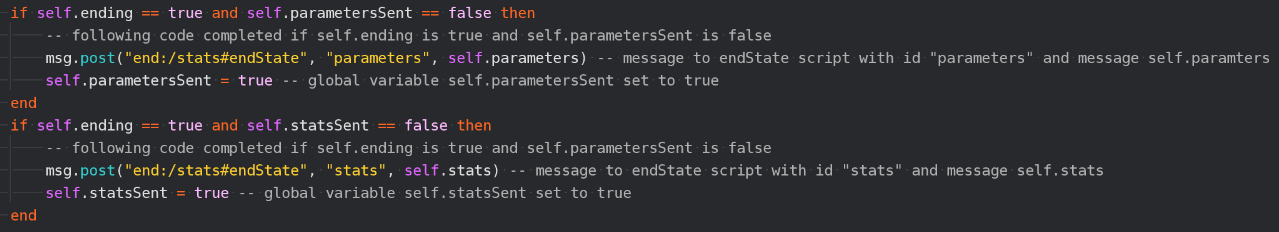 if self.ending == true and self.parametersSent == false then
-- following code completed if self.ending is true and self.parametersSent is false
msg.post("end:/stats#endState", "parameters", self.parameters) -- message to endState script with id "parameters" and message self.paramters
self.parametersSent = true -- global variable self.parametersSent set to true
end
if self.ending == true and self.statsSent == false then
-- following code completed if self.ending is true and self.parametersSent is false
msg.post("end:/stats#endState", "stats", self.stats) -- message to endState script with id "stats" and message self.stats
self.statsSent = true -- global variable self.statsSent set to true
end